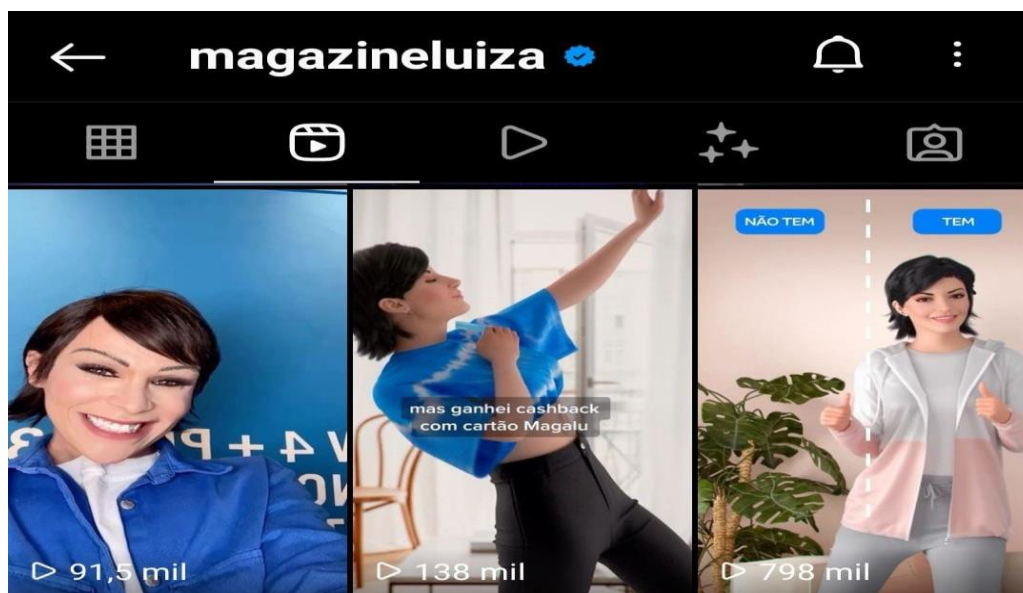 magazineluiza
NÃO TEM
TEM
mas ganhei cashback
com cartão Magalu
91,5 mil
138 mil
798 mil